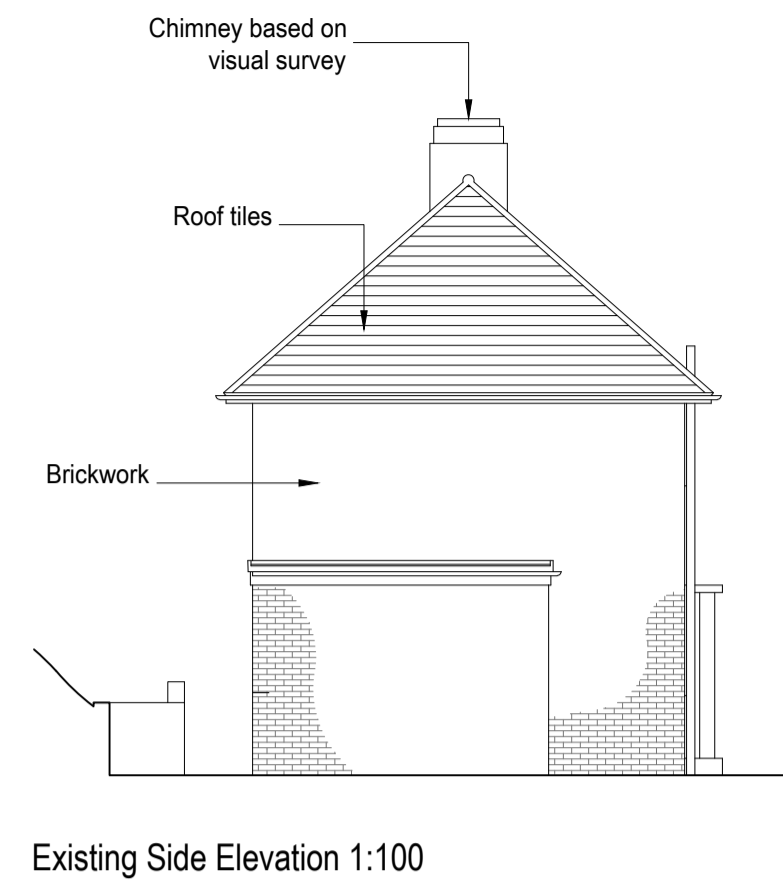 Chimney based on
visual survey
Roof tiles
Brickwork
Existing Side Elevation 1:100